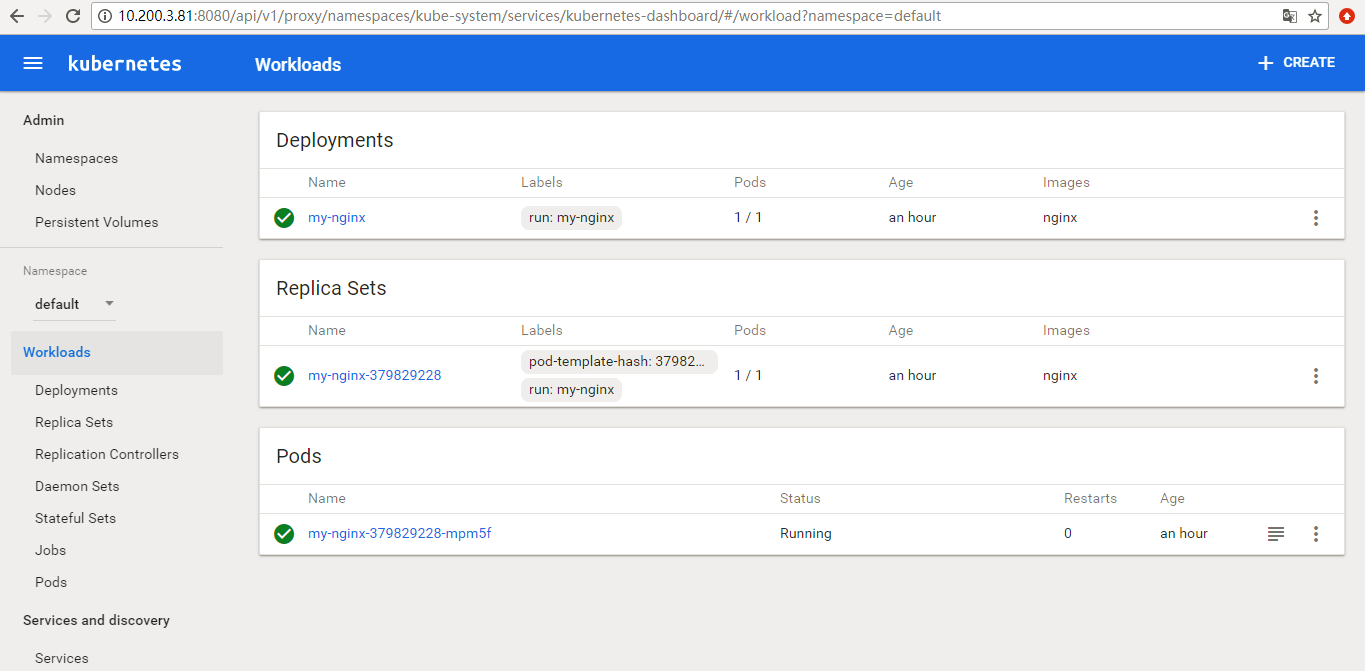 10.200.3.81:8080/api/v1/proxy/namespaces/kube-system/services/kubernetes-dashboard/#/workload?namespace=default
kubernetes
Workloads
CREATE
Admin
Namespaces
Nodes
Persistent Volumes
Namespace
default
Workloads
Deployments
Replica Sets
Replication Controllers
Daemon Sets
Stateful Sets
Jobs
Pods
Services and discovery
Services
Deployments
Name Labels Pods Age Images
my-nginx run: my-nginx 1 / 1 an hour nginx
Replica Sets
Name Labels Pods Age Images
pod-template-hash: 37982...
my-nginx-379829228 1 / 1 an hour nginx
run: my-nginx
Pods
Name Status Restarts Age
my-nginx-379829228-mpm5f Running 0 an hour